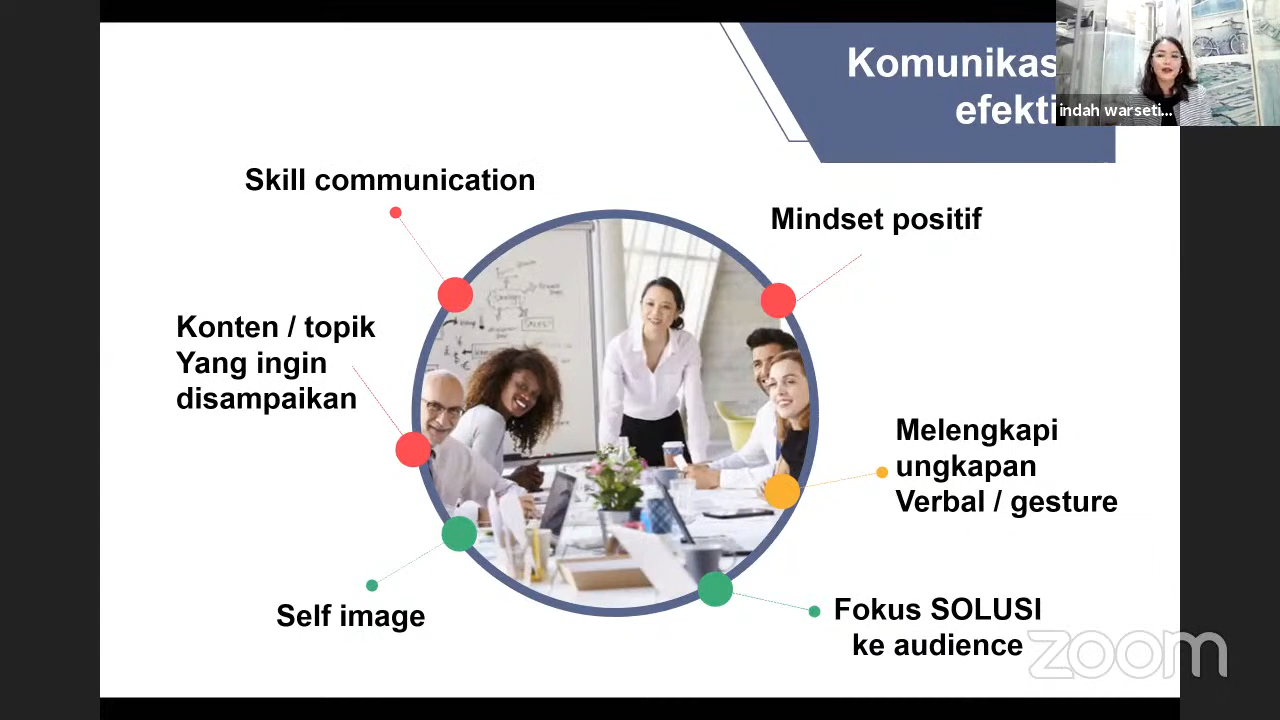 Komunikas
efekti
indah warseti...
Skill communication
Mindset positif
Konten / topik
Yang ingin
disampaikan
Melengkapi
ungkapan
Verbal / gesture
Self image
Fokus SOLUSI
ke audience
zoom